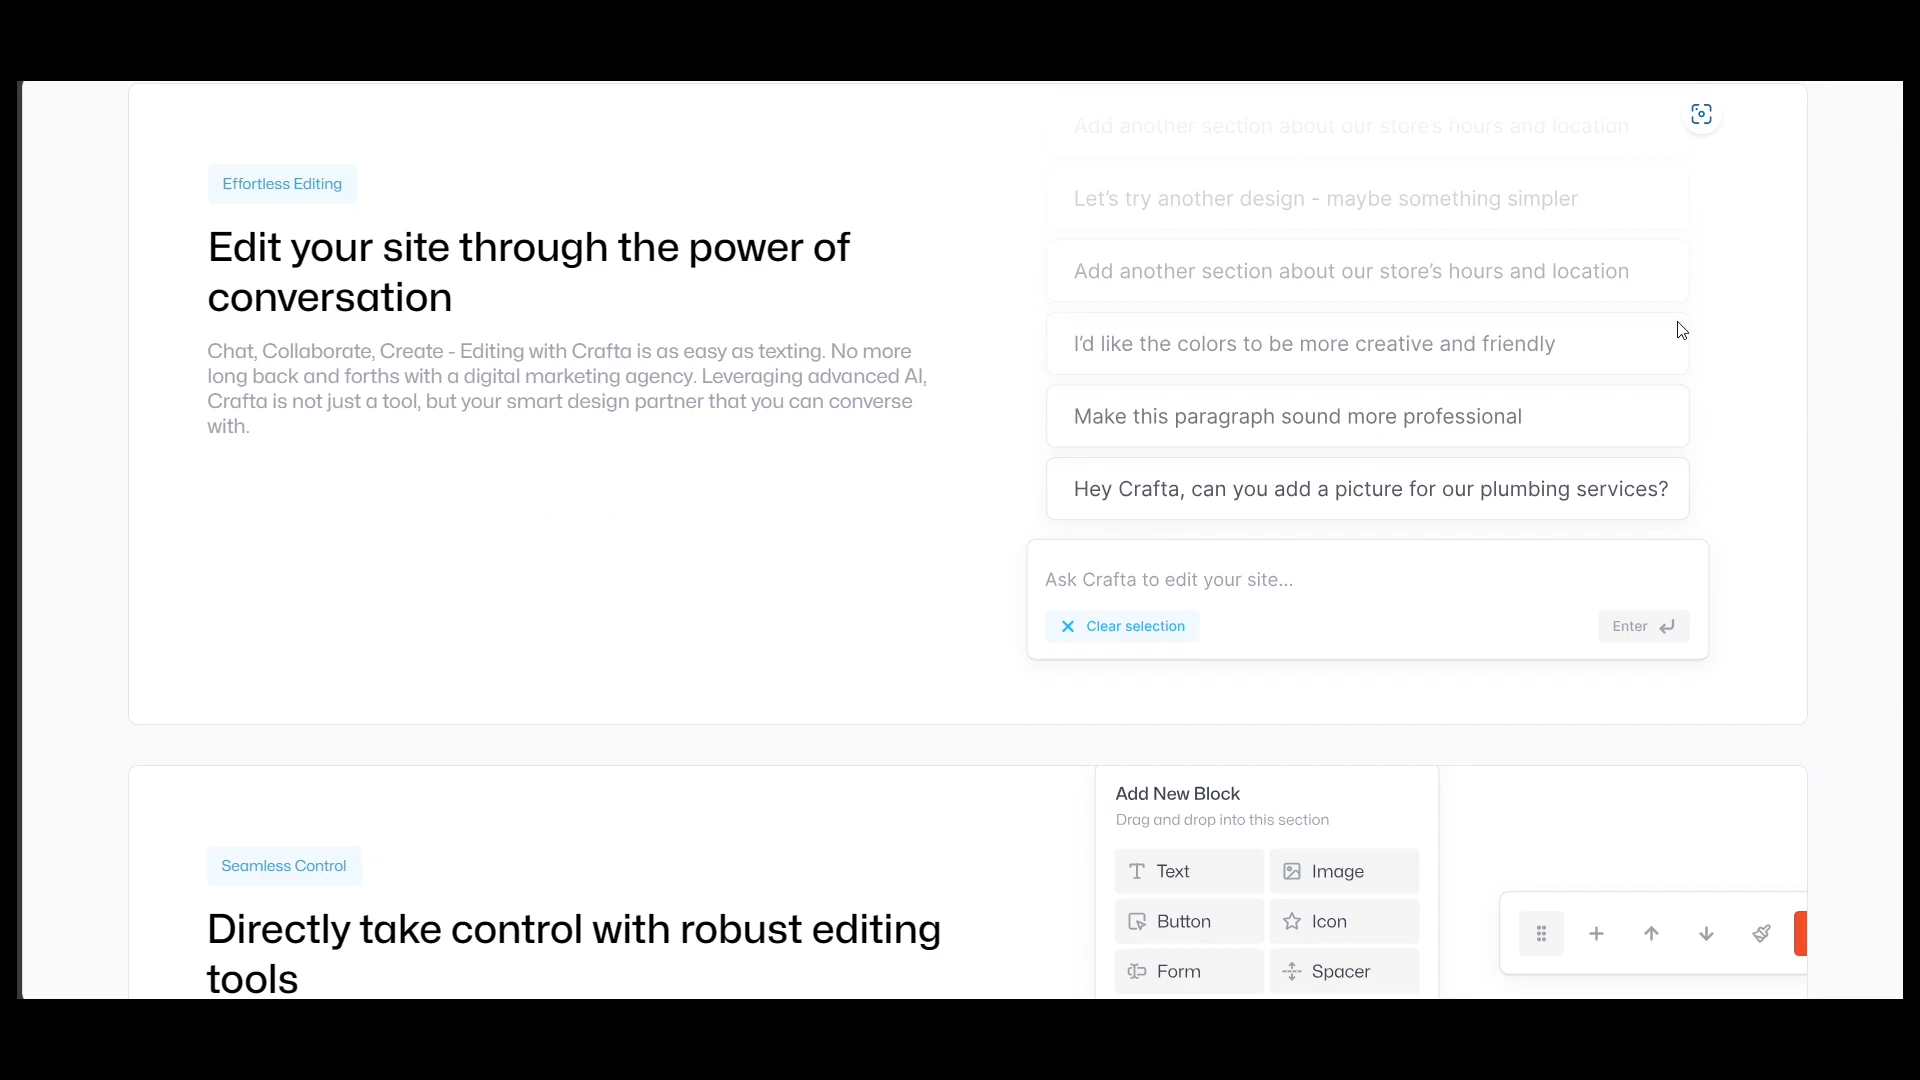 Effortless Editing
Edit your site through the power of
conversation
Chat, Collaborate, Create - Editing with Crafta is as easy as texting. No more
long back and forths with a digital marketing agency. Leveraging advanced AI,
Crafta is not just a tool, but your smart design partner that you can converse
with.
Add another section about our store's hours and location
Let's try another design - maybe something simpler
Add another section about our store's hours and location
I'd like the colors to be more creative and friendly
Make this paragraph sound more professional
Hey Crafta, can you add a picture for our plumbing services?
Ask Crafta to edit your site...
Clear selection
Enter
Seamless Control
Directly take control with robust editing
tools
Add New Block
Drag and drop into this section
Text
Image
Button
Icon
Form
Spacer